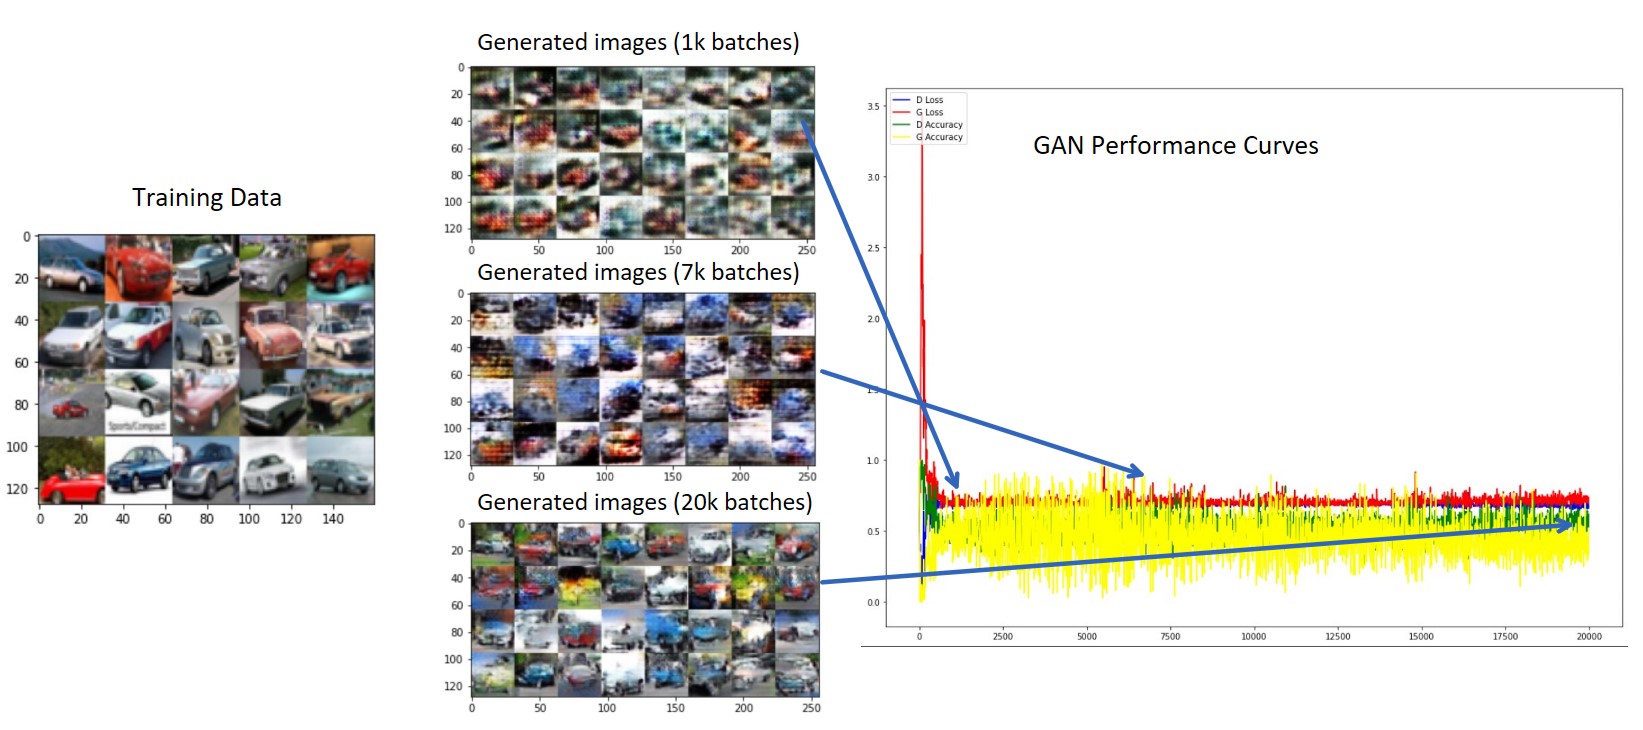 Training Data
0
20
40
60
80
100
120
0 20 40 60 80 100 120 140
Sports/Compact
Generated images (1k batches)
0
20
40
60
80
100
120
0 50 100 150 200 250
Generated images (7k batches)
0
20
40
60
80
100
120
0 50 100 150 200 250
Generated images (20k batches)
0
20
40
60
80
100
120
0 50 100 150 200 250
GAN Performance Curves
D Loss
G Loss
D Accuracy
G Accuracy
3.5
3.0
2.5
2.0
1.5
1.0
0.5
0.0
0 2500 5000 7500 10000 12500 15000 17500 20000